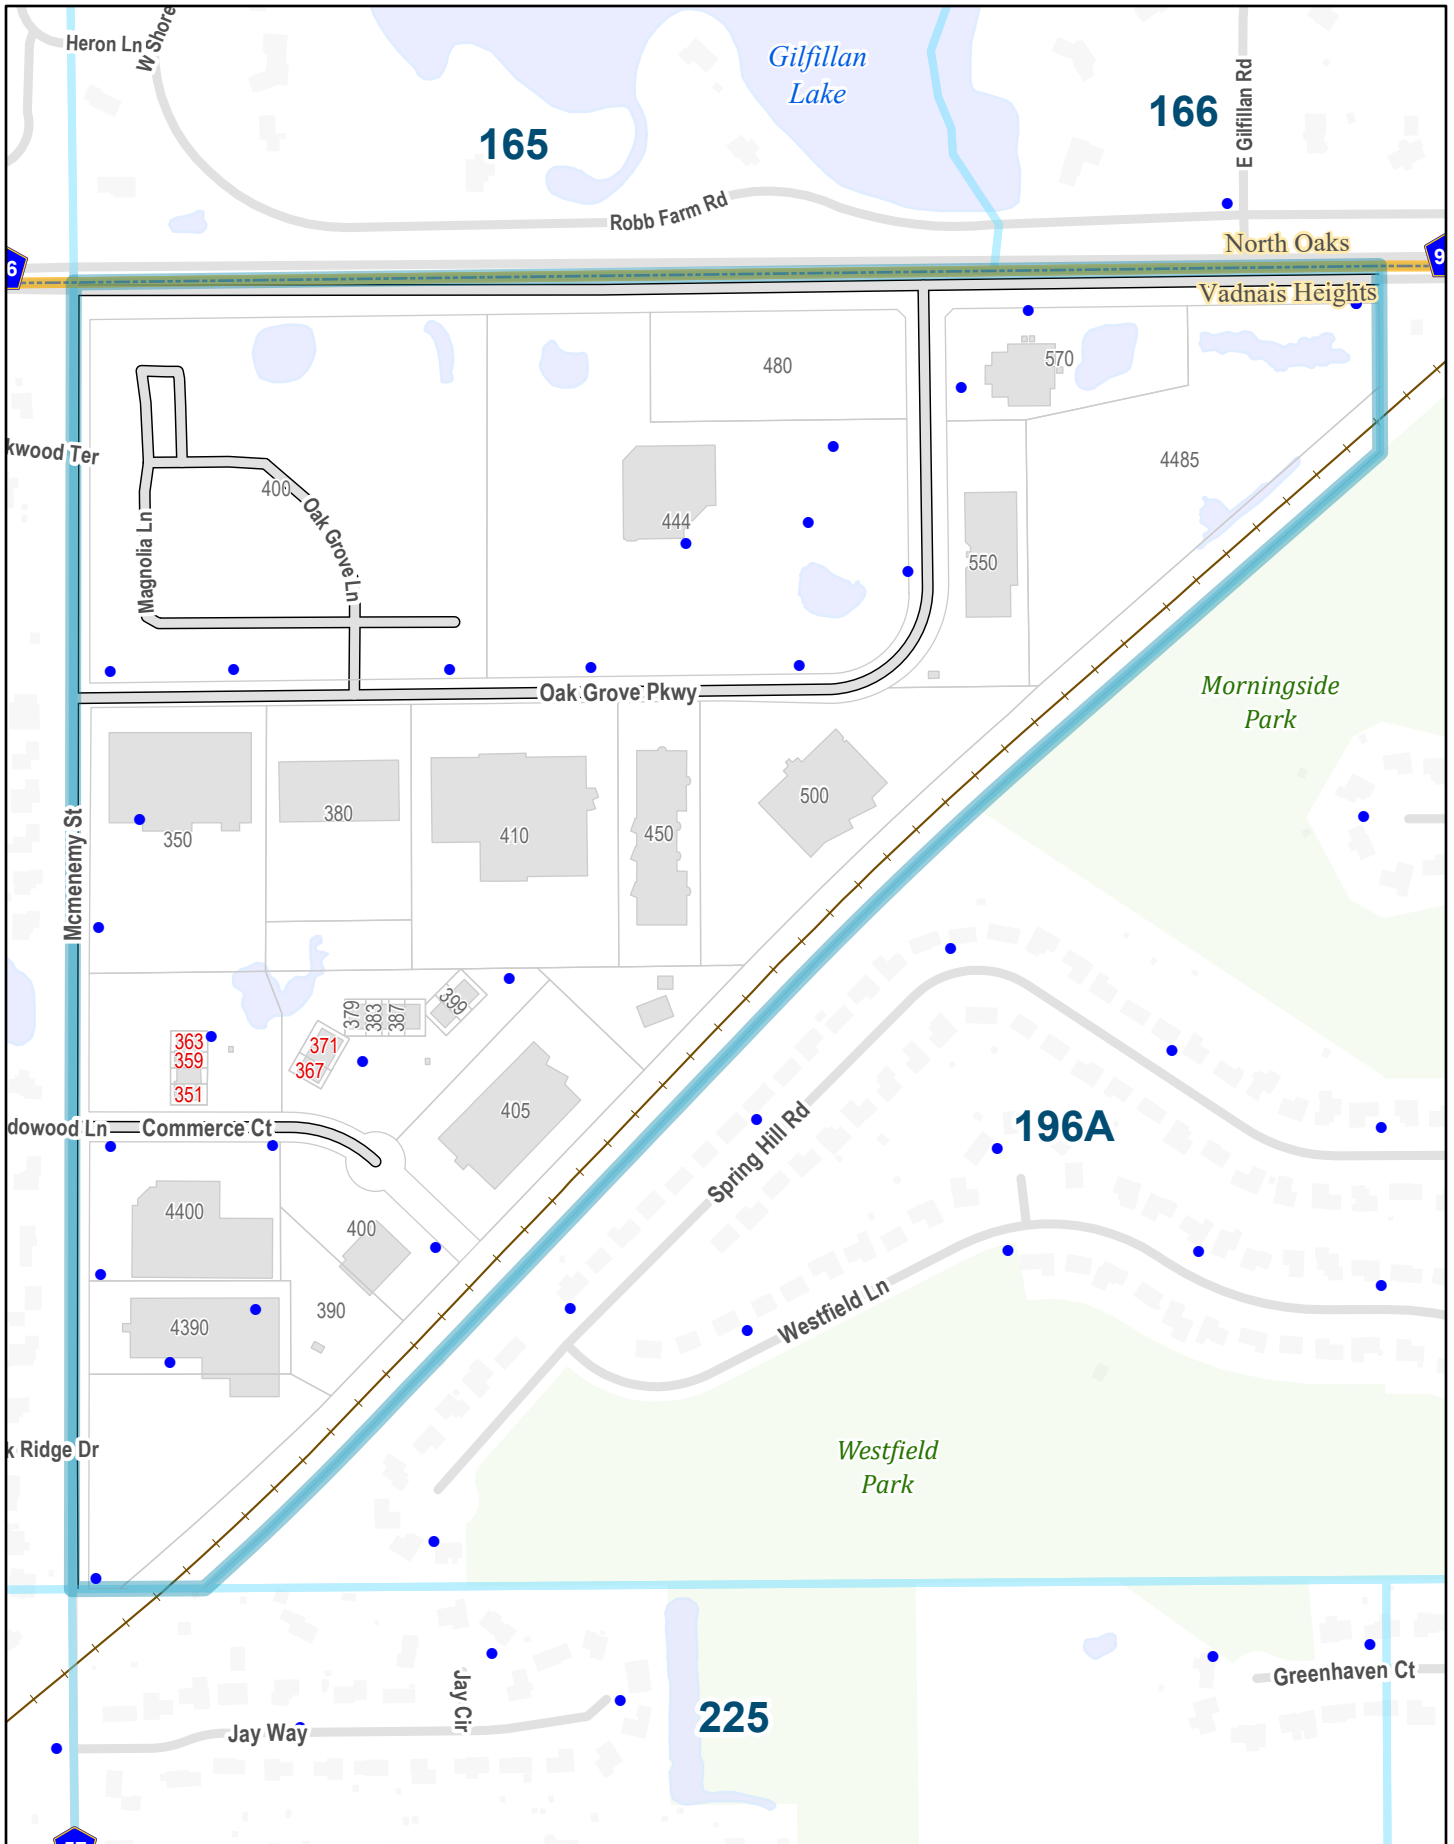 Heron Ln
W Shore
Gilfillan
Lake
165
166
E Gilfillan Rd
Robb Farm Rd
North Oaks
6
9
Vadnais Heights
480
570
kwood Ter
4485
400
Oak Grove Ln
444
Magnolia Ln
550
Oak Grove Pkwy
Morningside
Park
Mcmenemy St
350
380
410
450
500
379
383
387
399
363
371
359
367
351
405
dowood Ln
Commerce Ct
196A
Spring Hill Rd
4400
400
390
4390
Westfield Ln
k Ridge Dr
Westfield
Park
Jay Cir
Greenhaven Ct
225
Jay Way